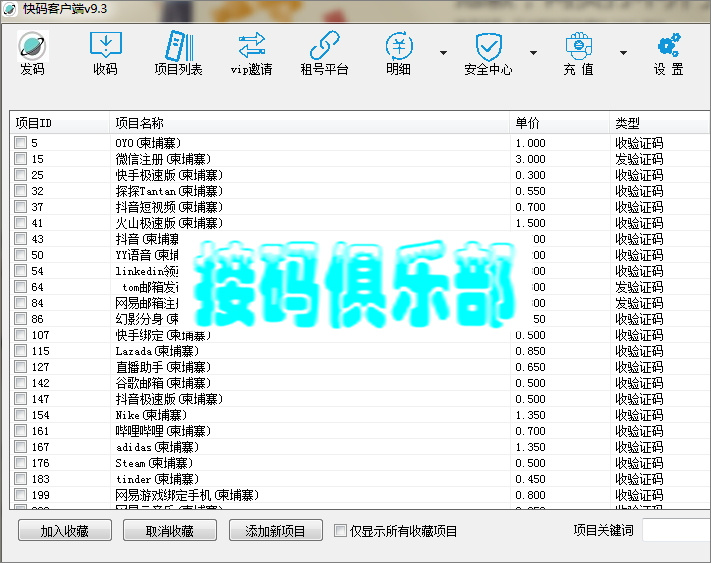 快码客户端v9.3
发码 收码 项目列表 vip邀请 租号平台 明细 安全中心 充 值 设 置
项目ID 项目名称 单价 类型
5 OYO(柬埔寨) 1.000 收验证码
15 微信注册(柬埔寨) 3.000 发验证码
25 快手极速版(柬埔寨) 0.300 收验证码
32 探探Tantan(柬埔寨) 0.550 收验证码
37 抖音短视频(柬埔寨) 0.700 收验证码
41 火山极速版(柬埔寨) 1.500 收验证码
43 抖音(柬埔寨 00 收验证码
50 YY语音(柬埔 00 收验证码
54 linkedin领 00 收验证码
64 tom邮箱发 00 发验证码
84 网易邮箱注册 00 发验证码
86 幻影分身(柬 50 收验证码
接码俱乐部
107 快手绑定(柬埔寨) 0.500 收验证码
115 Lazada(柬埔寨) 0.850 收验证码
127 直播助手(柬埔寨) 0.650 收验证码
142 谷歌邮箱(柬埔寨) 0.500 收验证码
147 抖音极速版(柬埔寨) 0.500 收验证码
154 Nike(柬埔寨) 1.350 收验证码
161 哔哩哔哩(柬埔寨) 0.700 收验证码
167 adidas(柬埔寨) 1.350 收验证码
176 Steam(柬埔寨) 0.500 收验证码
183 tinder(柬埔寨) 0.450 收验证码
199 网易游戏绑定手机(柬埔寨) 0.800 收验证码
加入收藏 取消收藏 添加新项目 仅显示所有收藏项目 项目关键词